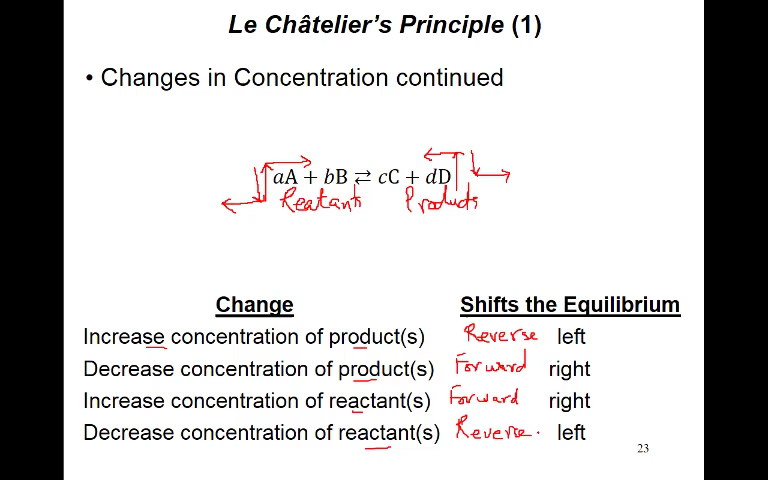 Le Châtelier's Principle (1)
• Changes in Concentration continued
aA + bB ⇄ cC + dD
Reatants Products
Change Shifts the Equilibrium
Increase concentration of product(s) Reverse left
Decrease concentration of product(s) Forward right
Increase concentration of reactant(s) Forward right
Decrease concentration of reactant(s) Reverse. left
23